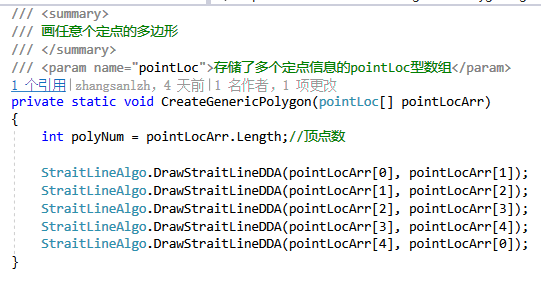 /// <summary>
/// 画任意个定点的多边形
/// </summary>
/// <param name="pointLoc">存储了多个定点信息的pointLoc型数组</param>
1 个引用|zhangsanlzh，4 天前|1 名作者，1 项更改
private static void CreateGenericPolygon(pointLoc[] pointLocArr)
{
    int polyNum = pointLocArr.Length;//顶点数
    StraitLineAlgo.DrawStraitLineDDA(pointLocArr[0], pointLocArr[1]);
    StraitLineAlgo.DrawStraitLineDDA(pointLocArr[1], pointLocArr[2]);
    StraitLineAlgo.DrawStraitLineDDA(pointLocArr[2], pointLocArr[3]);
    StraitLineAlgo.DrawStraitLineDDA(pointLocArr[3], pointLocArr[4]);
    StraitLineAlgo.DrawStraitLineDDA(pointLocArr[4], pointLocArr[0]);
}